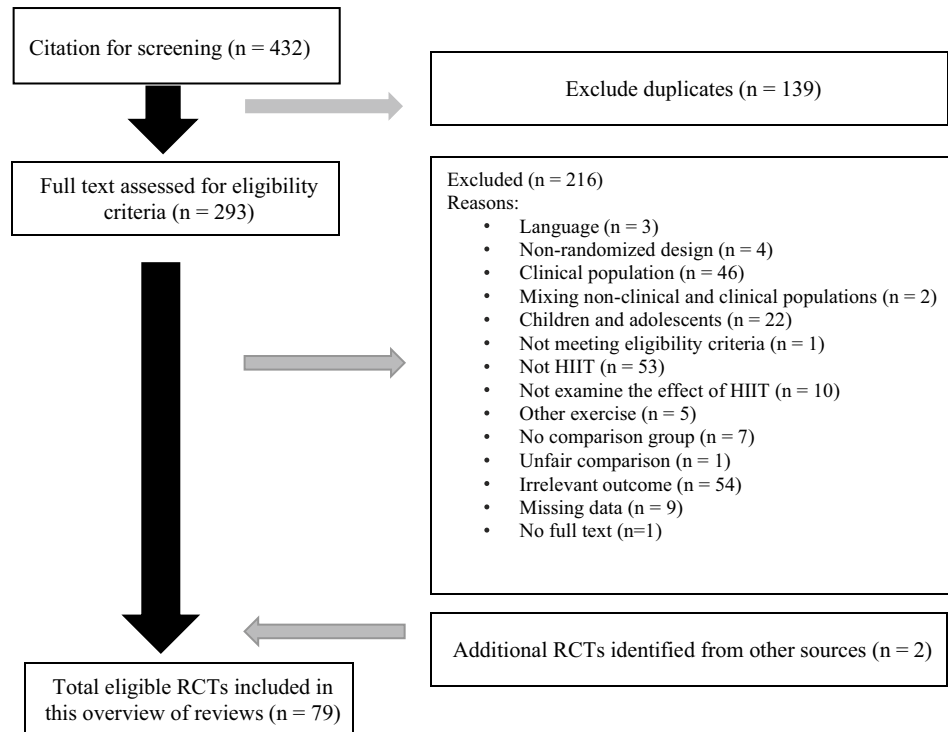 Citation for screening (n = 432)
Exclude duplicates (n = 139)
Full text assessed for eligibility
criteria (n = 293)
Excluded (n = 216)
Reasons:
• Language (n = 3)
• Non-randomized design (n = 4)
• Clinical population (n = 46)
• Mixing non-clinical and clinical populations (n = 2)
• Children and adolescents (n = 22)
• Not meeting eligibility criteria (n = 1)
• Not HIIT (n = 53)
• Not examine the effect of HIIT (n = 10)
• Other exercise (n = 5)
• No comparison group (n = 7)
• Unfair comparison (n = 1)
• Irrelevant outcome (n = 54)
• Missing data (n = 9)
• No full text (n=1)
Additional RCTs identified from other sources (n = 2)
Total eligible RCTs included in
this overview of reviews (n = 79)